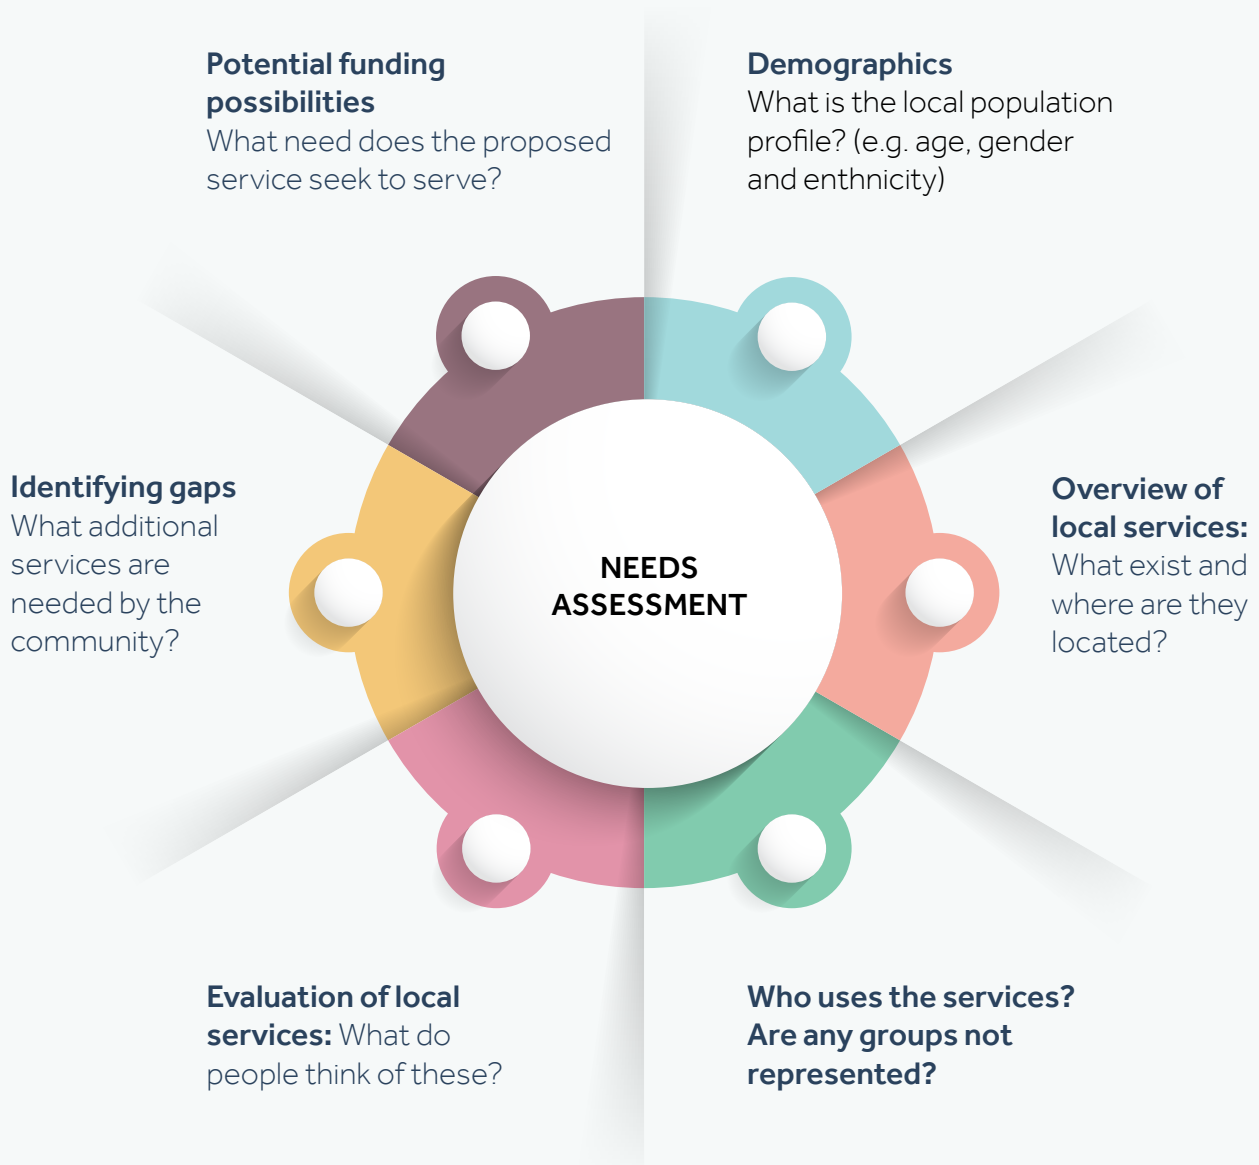 Potential funding
possibilities
What need does the proposed
service seek to serve?
Demographics
What is the local population
profile? (e.g. age, gender
and enthnicity)
Identifying gaps
What additional
services are
needed by the
community?
NEEDS
ASSESSMENT
Overview of
local services:
What exist and
where are they
located?
Evaluation of local
services: What do
people think of these?
Who uses the services?
Are any groups not
represented?